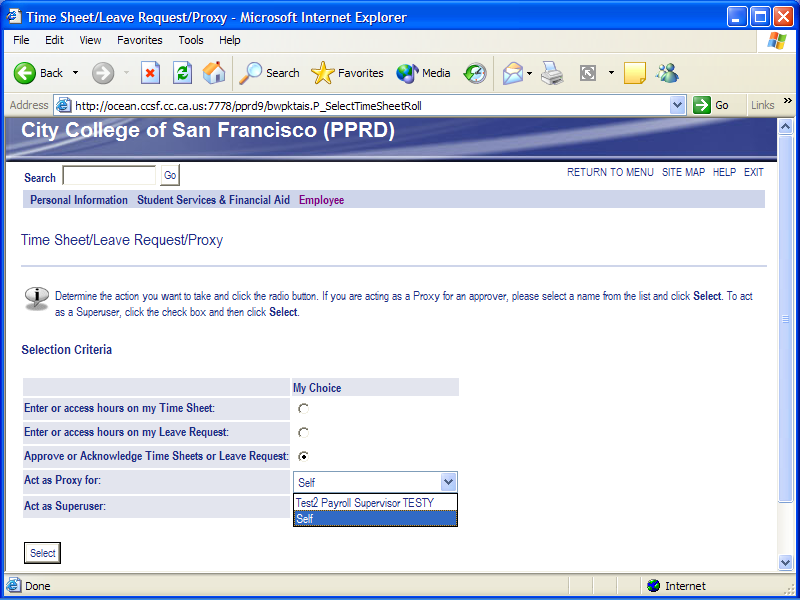 Time Sheet/Leave Request/Proxy - Microsoft Internet Explorer
File Edit View Favorites Tools Help
Back Search Favorites Media
Address http://ocean.ccsf.cc.ca.us:7778/pprd9/bwpktais.P_SelectTimeSheetRoll Go Links »
City College of San Francisco (PPRD)
Search Go RETURN TO MENU SITE MAP HELP EXIT
Personal Information Student Services & Financial Aid Employee
Time Sheet/Leave Request/Proxy
Determine the action you want to take and click the radio button. If you are acting as a Proxy for an approver, please select a name from the list and click Select. To act
as a Superuser, click the check box and then click Select.
Selection Criteria
My Choice
Enter or access hours on my Time Sheet:
Enter or access hours on my Leave Request:
Approve or Acknowledge Time Sheets or Leave Request:
Act as Proxy for: Self
Test2 Payroll Supervisor TESTY
Act as Superuser:
Self
Select
Done Internet